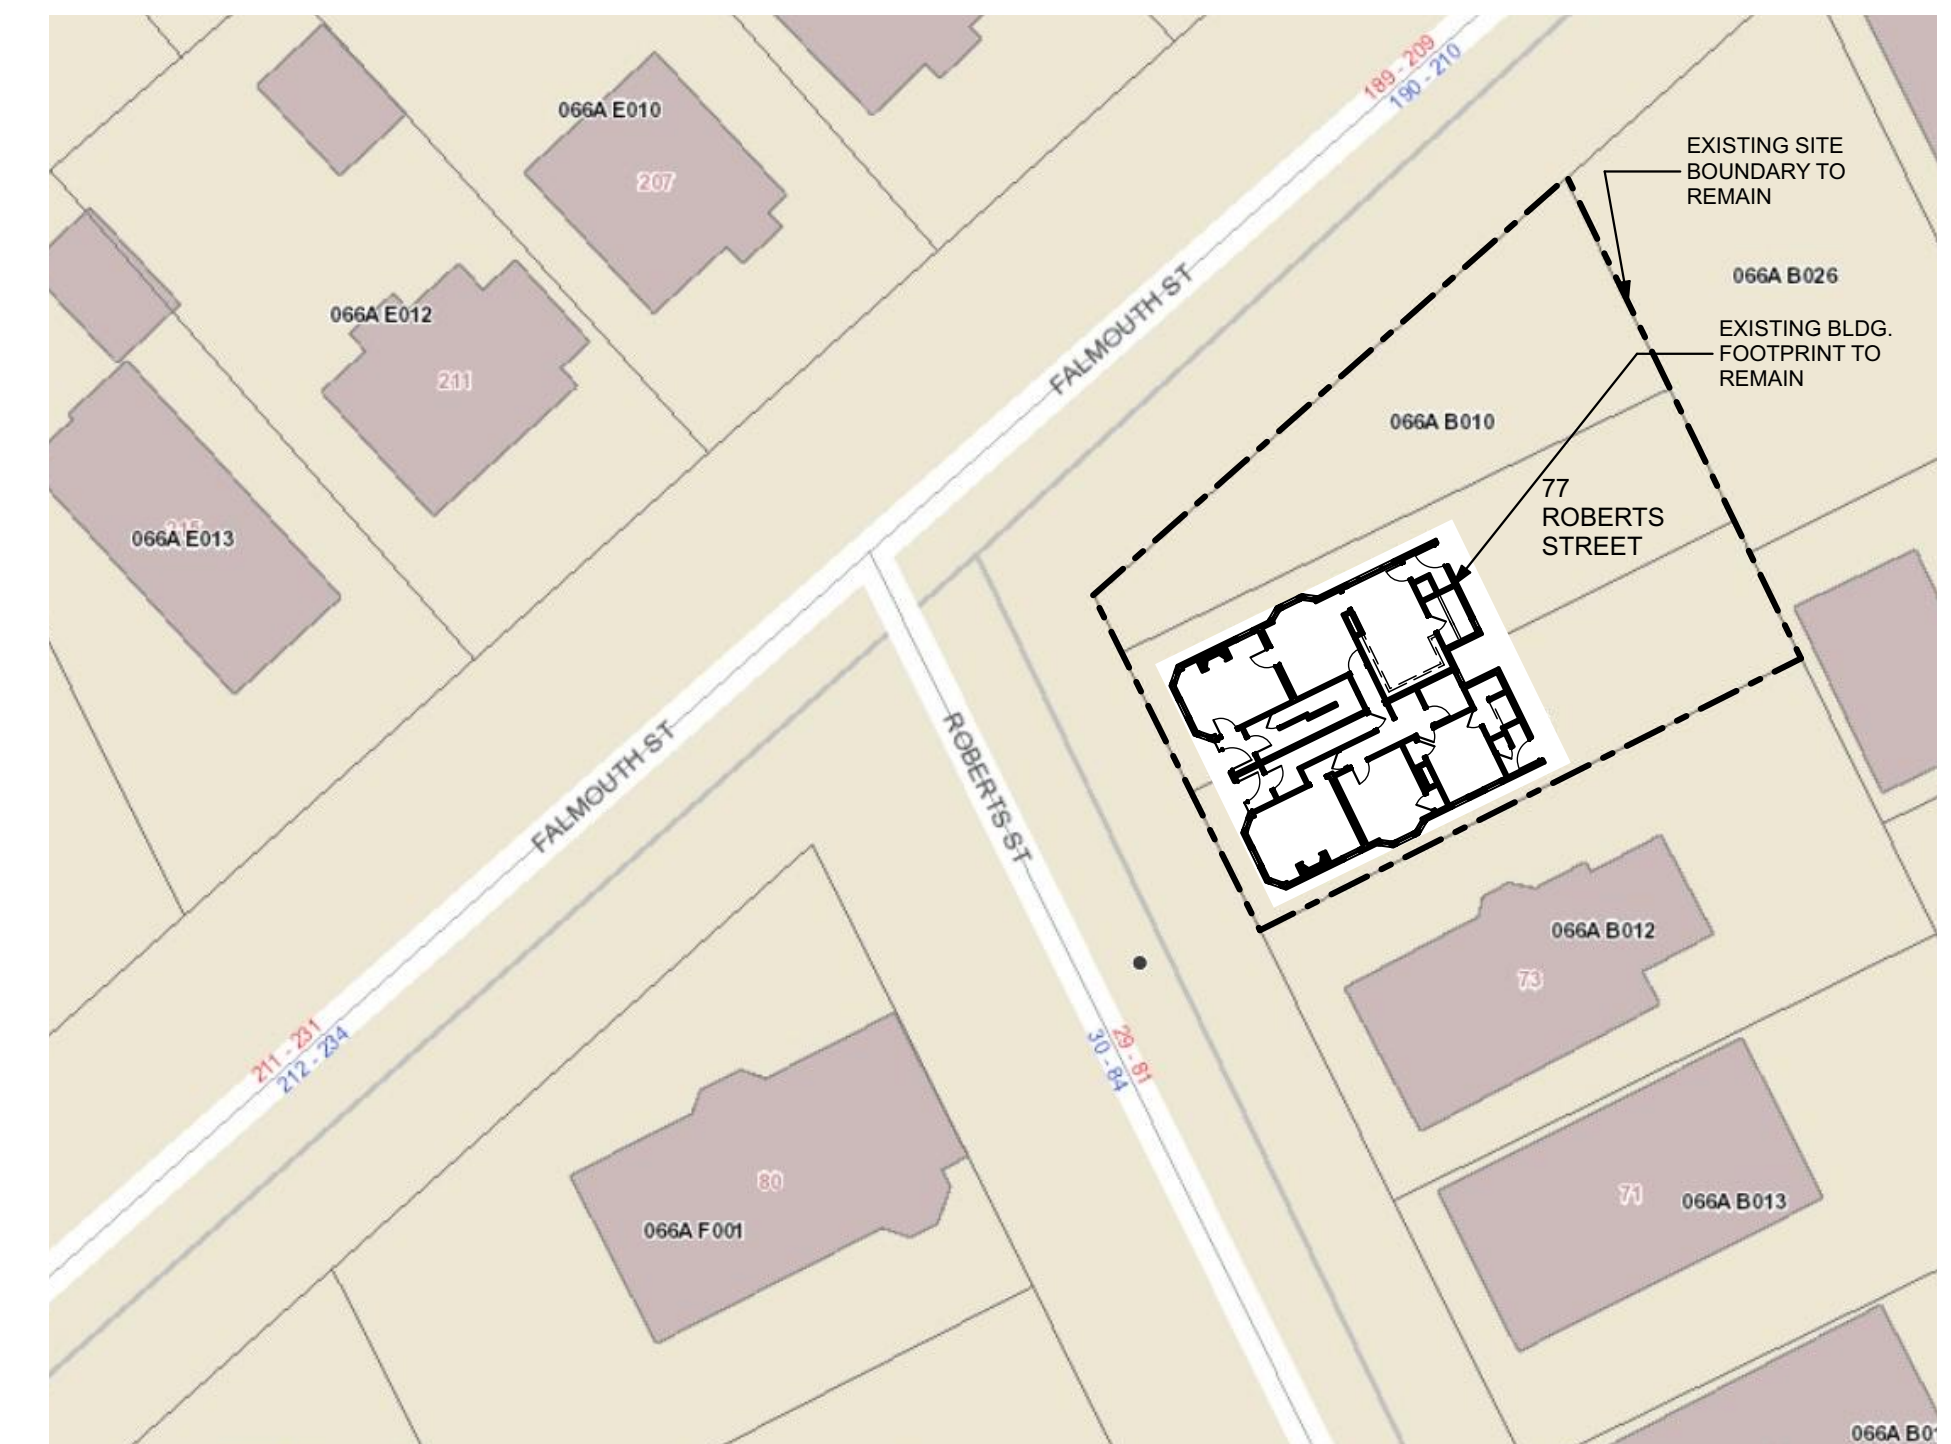 189 - 209
190 - 210
066A E010
207
EXISTING SITE
BOUNDARY TO
REMAIN
066A B026
066A E012
211
FALMOUTH ST
EXISTING BLDG.
FOOTPRINT TO
REMAIN
066A B010
77
ROBERTS
STREET
066A E013
FALMOUTH ST
ROBERTS ST
066A B012
73
211 - 231
212 - 234
29 - 81
30 - 84
80
066A F001
71
066A B013
066A B01